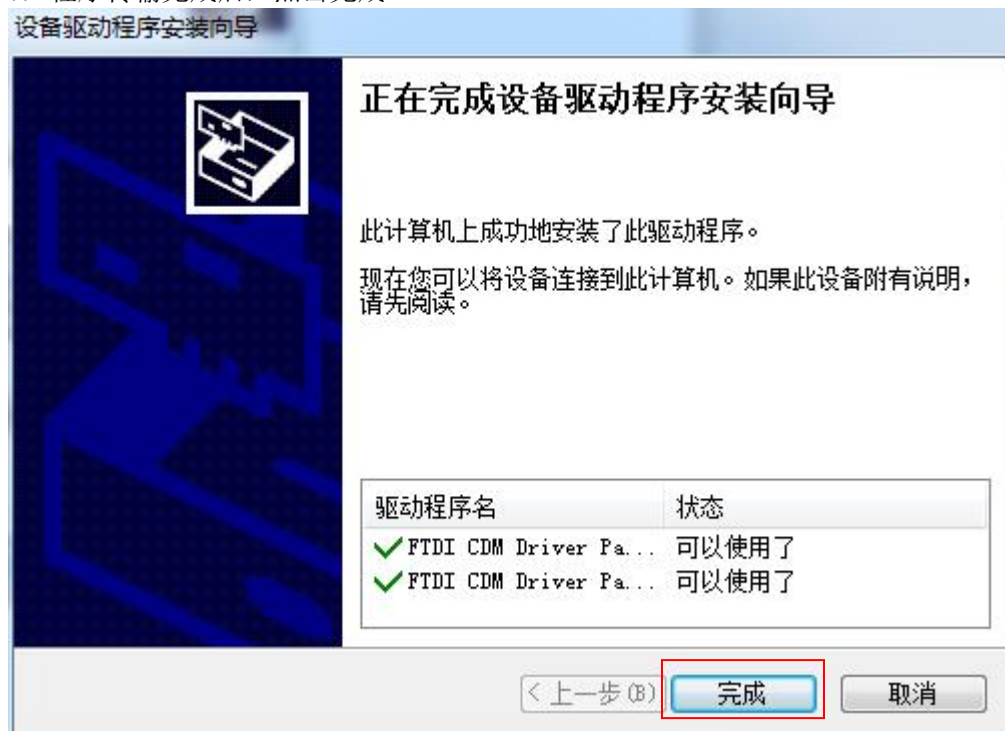 设备驱动程序安装向导
正在完成设备驱动程序安装向导
此计算机上成功地安装了此驱动程序。
现在您可以将设备连接到此计算机。如果此设备附有说明，
请先阅读。
驱动程序名 状态
FTDI CDM Driver Pa... 可以使用了
FTDI CDM Driver Pa... 可以使用了
< 上一步(B) 完成 取消